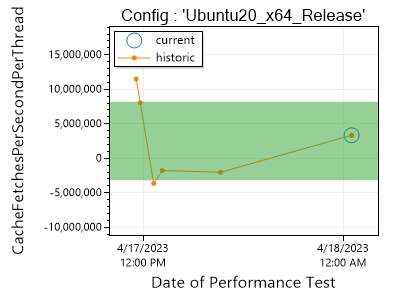 Config : 'Ubuntu20_x64_Release'
CacheFetchesPerSecondPerThread
current
historic
15,000,000
10,000,000
5,000,000
0
-5,000,000
-10,000,000
4/17/2023
12:00 PM
4/18/2023
12:00 AM
Date of Performance Test